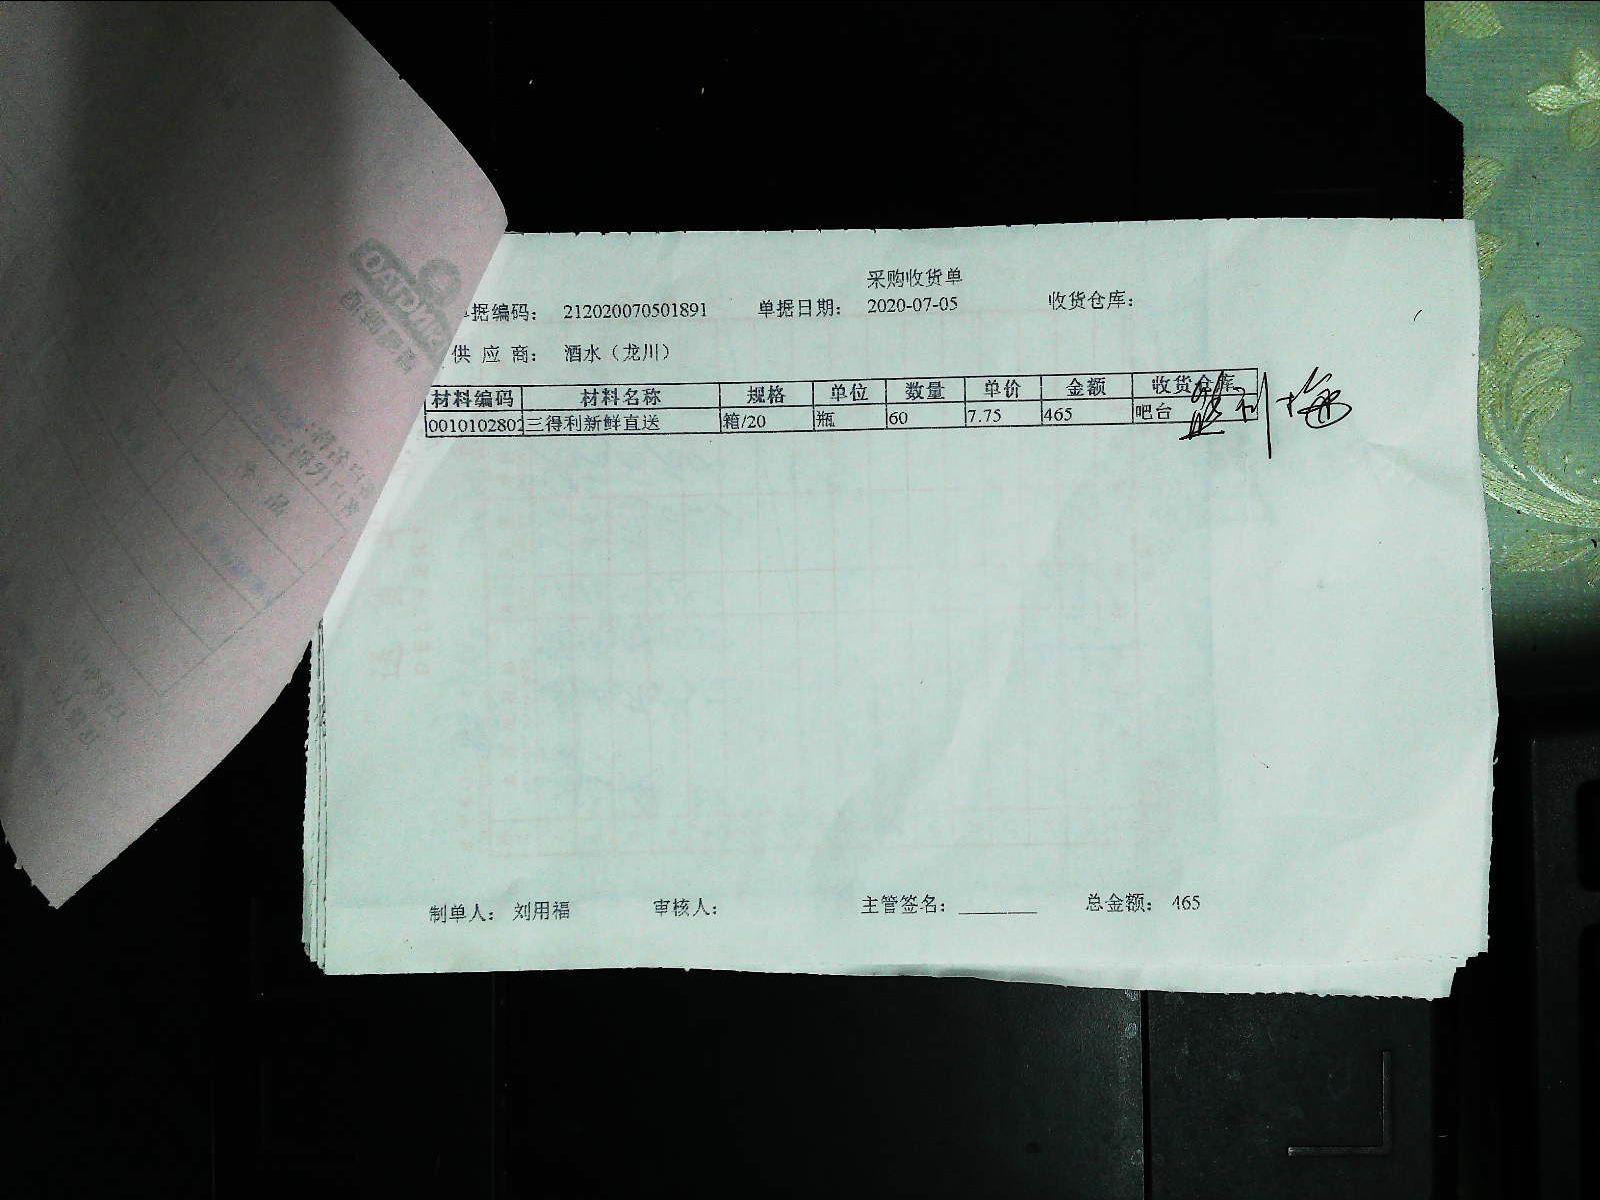 采购收货单
据编码： 212020070501891 单据日期： 2020-07-05 收货仓库：
供 应 商： 酒水（龙川）
材料编码 材料名称 规格 单位 数量 单价 金额 收货仓库
0010102802 三得利新鲜直送 箱/20 瓶 60 7.75 465 吧台
制单人： 刘用福 审核人： 主管签名： ________ 总金额： 465